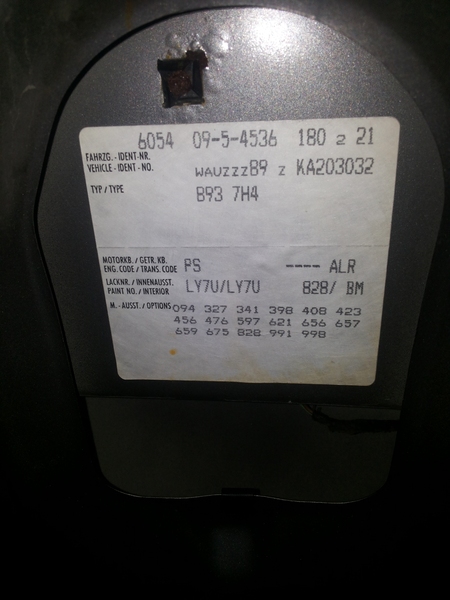 6054 09-5-4536 180 2 21
FAHRZG.-IDENT-NR.
VEHICLE-IDENT-NO. WAUZZZ89 Z KA203032
TYP/TYPE 893 7H4
MOTORKB./GETR.KB.
ENG.CODE/TRANS.CODE PS ---- ALR
LACKNR./INNENAUSST.
PAINT NO./INTERIOR LY7U/LY7U 828/ BM
M.-AUSST./OPTIONS 094 327 341 398 408 423
456 476 597 621 656 657
659 675 828 991 998